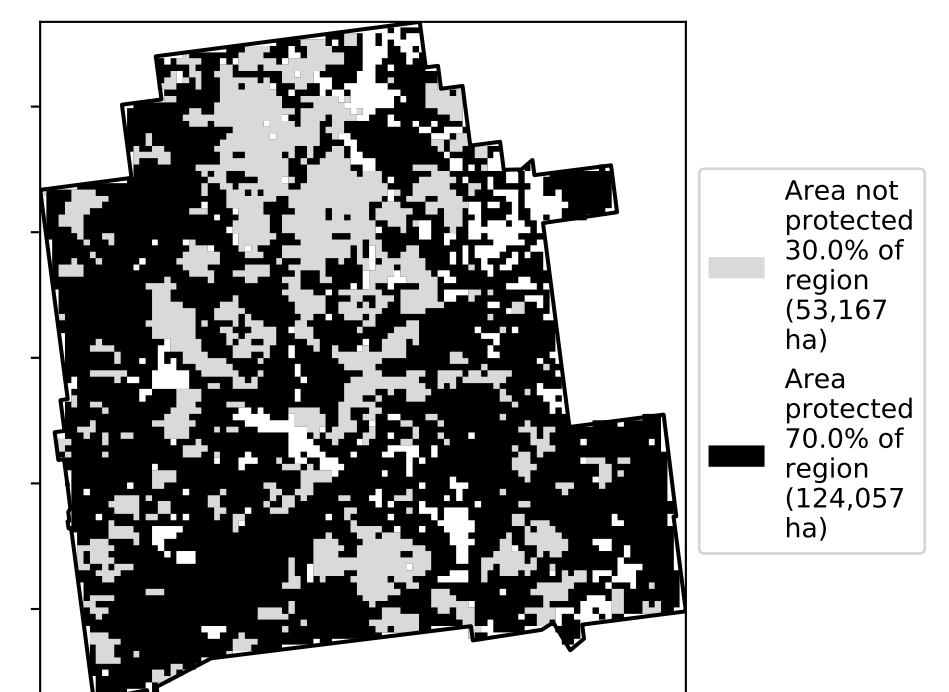 Area not
protected
30.0% of
region
(53,167
ha)
Area
protected
70.0% of
region
(124,057
ha)